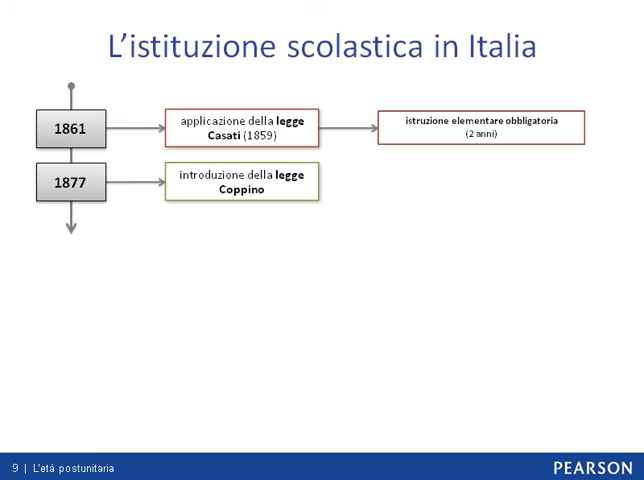 L'istituzione scolastica in Italia
1861
applicazione della legge
Casati (1859)
istruzione elementare obbligatoria
(2 anni)
1877
introduzione della legge
Coppino
9 | L'età postunitaria
PEARSON